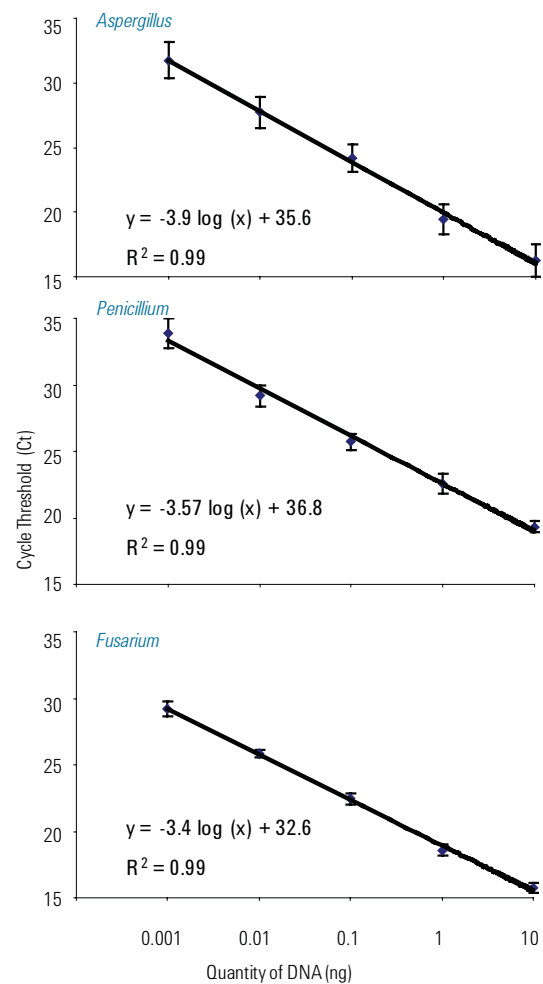 Aspergillus
35
30
25
20
15
y = -3.9 log (x) + 35.6
R² = 0.99
Penicillium
35
30
25
20
15
y = -3.57 log (x) + 36.8
R² = 0.99
Cycle Threshold (Ct)
Fusarium
35
30
25
20
15
y = -3.4 log (x) + 32.6
R² = 0.99
0.001 0.01 0.1 1 10
Quantity of DNA (ng)